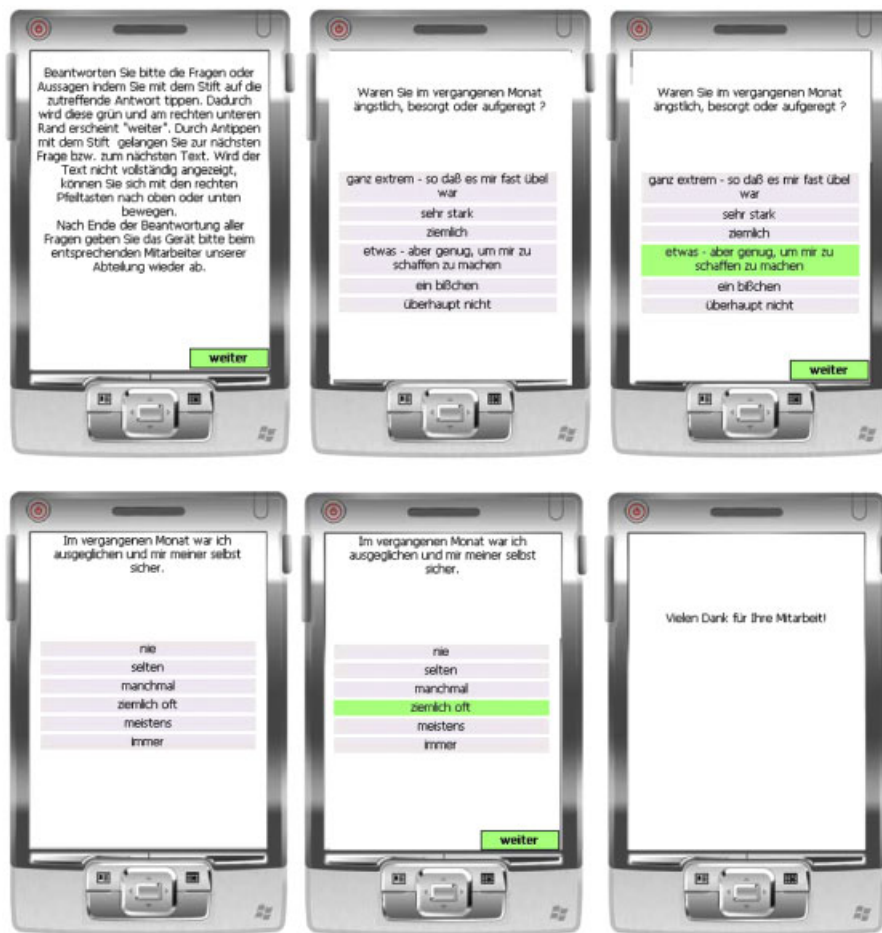 Beantworten Sie bitte die Fragen oder
Aussagen indem Sie mit dem Stift auf die
zutreffende Antwort tippen. Dadurch
wird diese grün und am rechten unteren
Rand erscheint "weiter". Durch Antippen
mit dem Stift gelangen Sie zur nächsten
Frage bzw. zum nächsten Text. Wird der
Text nicht vollständig angezeigt,
können Sie sich mit den rechten
Pfeiltasten nach oben oder unten
bewegen.
Nach Ende der Beantwortung aller
Fragen geben Sie das Gerät bitte beim
entsprechenden Mitarbeiter unserer
Abteilung wieder ab.
weiter
Waren Sie im vergangenen Monat
ängstlich, besorgt oder aufgeregt ?
ganz extrem - so daß es mir fast übel
war
sehr stark
ziemlich
etwas - aber genug, um mir zu
schaffen zu machen
ein bißchen
überhaupt nicht
Waren Sie im vergangenen Monat
ängstlich, besorgt oder aufgeregt ?
ganz extrem - so daß es mir fast übel
war
sehr stark
ziemlich
etwas - aber genug, um mir zu
schaffen zu machen
ein bißchen
überhaupt nicht
weiter
Im vergangenen Monat war ich
ausgeglichen und mir meiner selbst
sicher.
nie
selten
manchmal
ziemlich oft
meistens
immer
Im vergangenen Monat war ich
ausgeglichen und mir meiner selbst
sicher.
nie
selten
manchmal
ziemlich oft
meistens
immer
weiter
Vielen Dank für Ihre Mitarbeit!